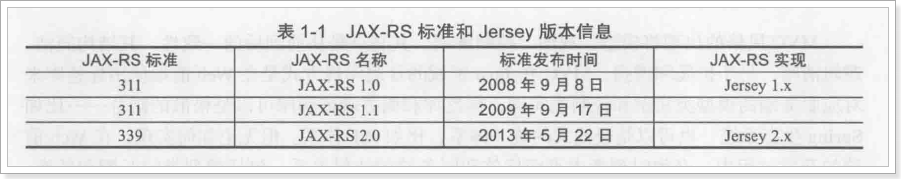 表 1-1 JAX-RS 标准和 Jersey 版本信息
JAX-RS 标准 JAX-RS 名称 标准发布时间 JAX-RS 实现
311 JAX-RS 1.0 2008 年 9 月 8 日 Jersey 1.x
311 JAX-RS 1.1 2009 年 9 月 17 日
339 JAX-RS2.0 2013 年 5 月 22 日 Jersey 2.x